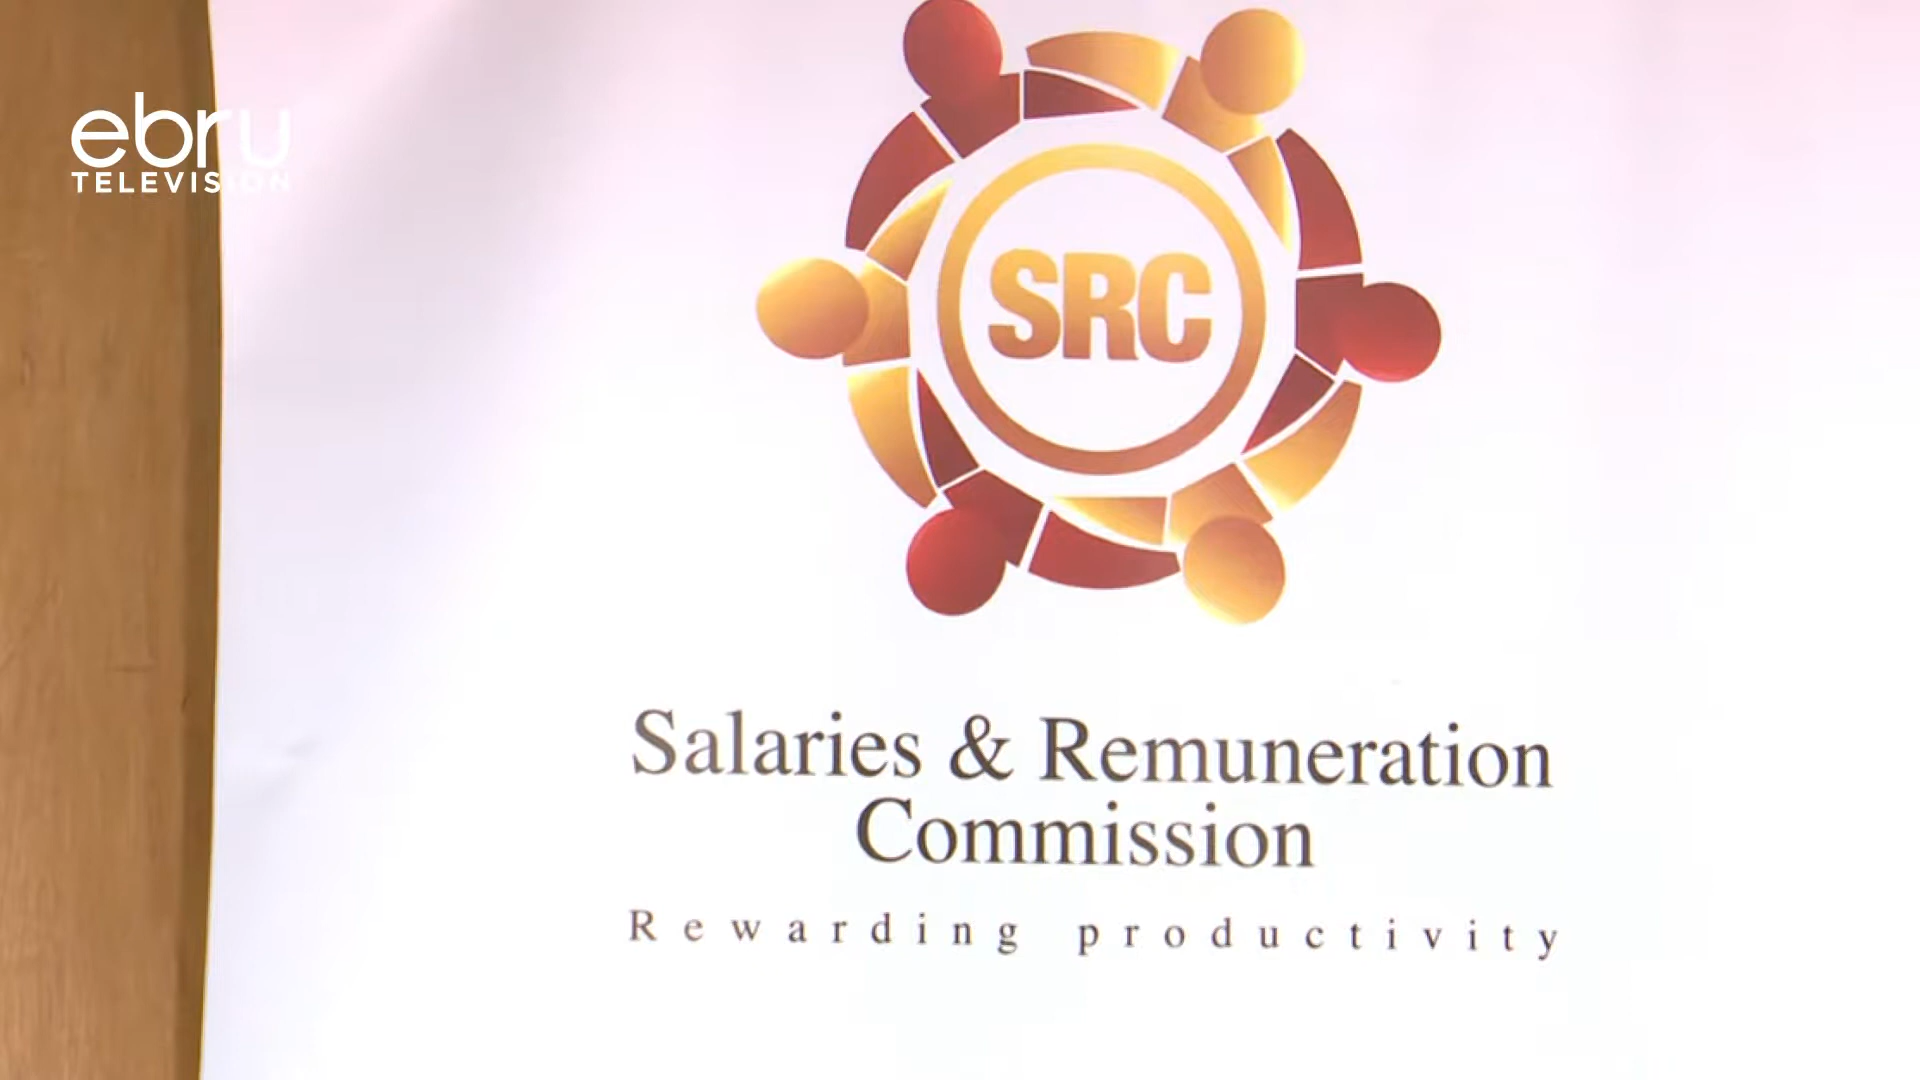 ebru
TELEVISION
SRC
Salaries & Remuneration
Commission
Rewarding productivity